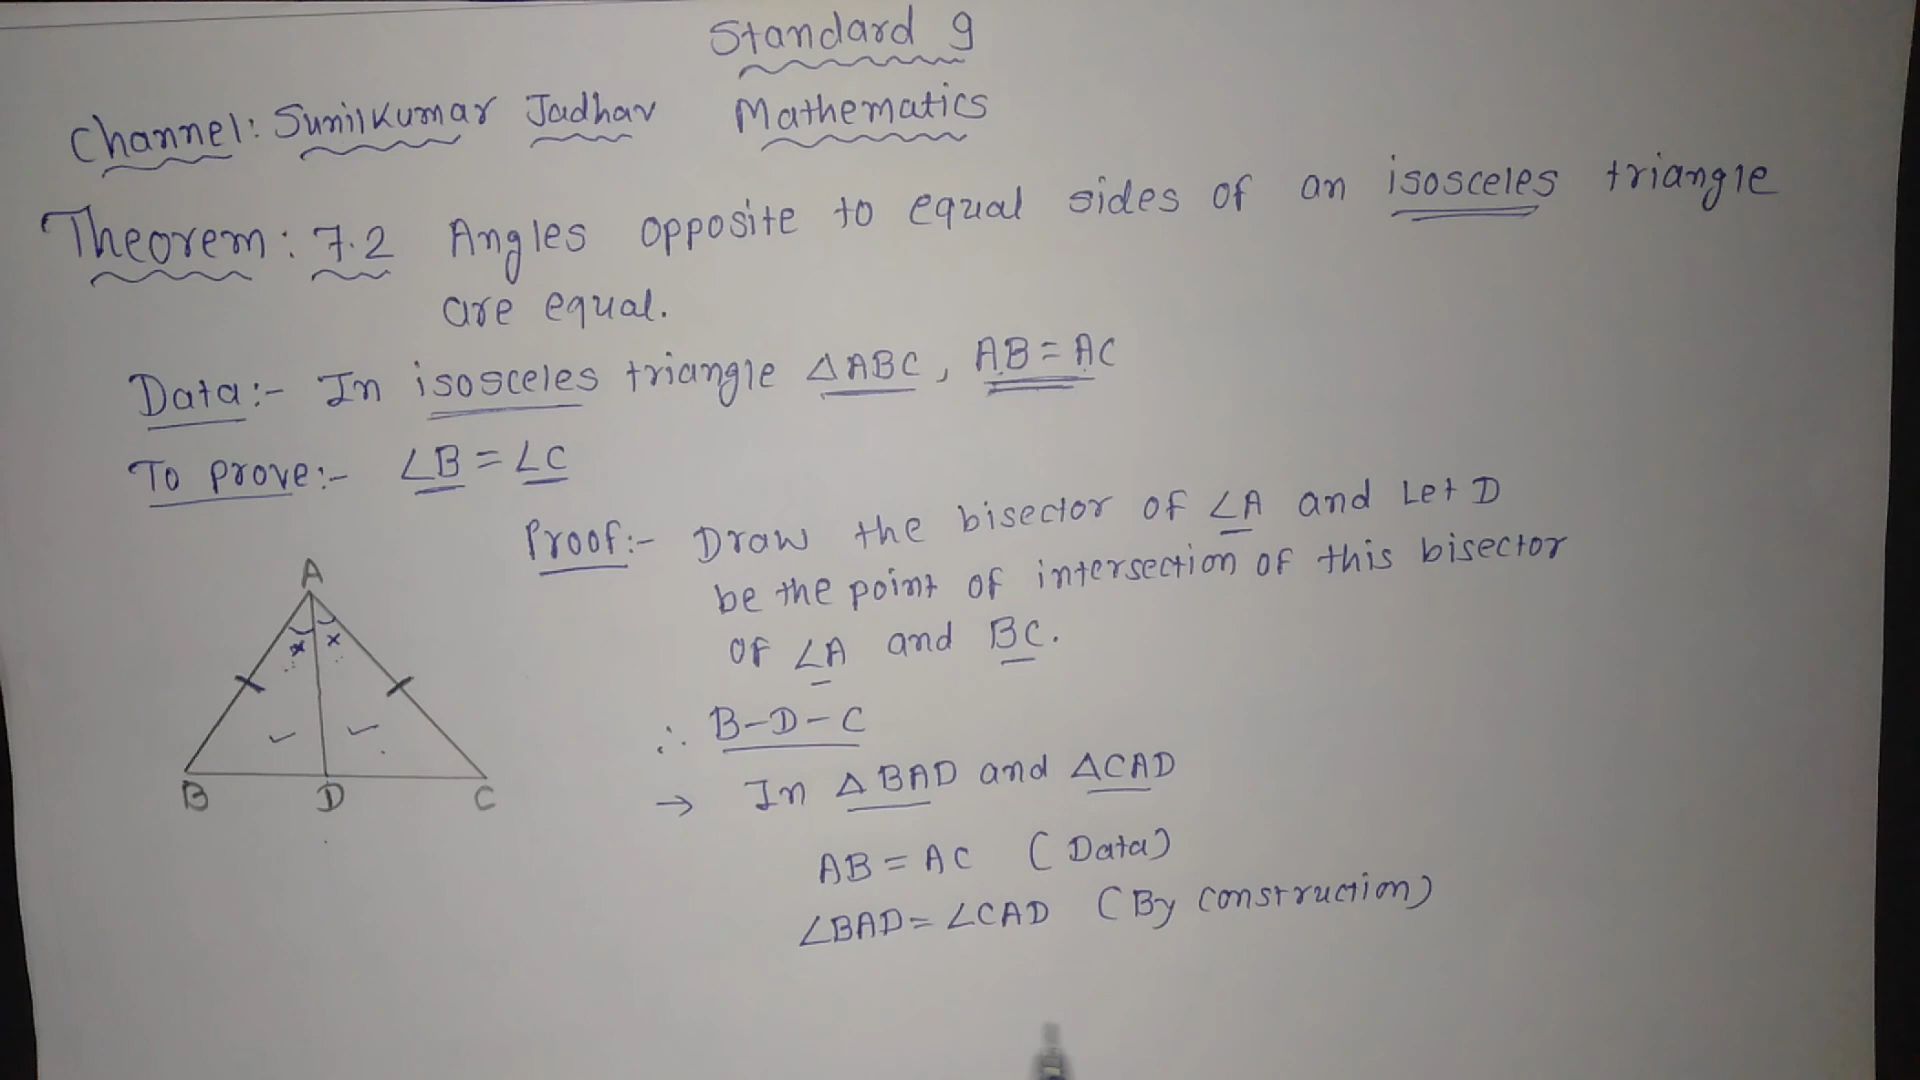 Standard 9
Channel: Sunilkumar Jadhav Mathematics
Theorem: 7.2 Angles opposite to equal sides of an isosceles triangle
are equal.
Data:- In isosceles triangle △ABC, AB=AC
To prove:- ∠B=∠C
Proof:- Draw the bisector of ∠A and Let D
be the point of intersection of this bisector
of ∠A and BC.
∴ B-D-C
→ In △BAD and △CAD
AB=AC (Data)
∠BAD=∠CAD (By construction)
A
x x
B D C